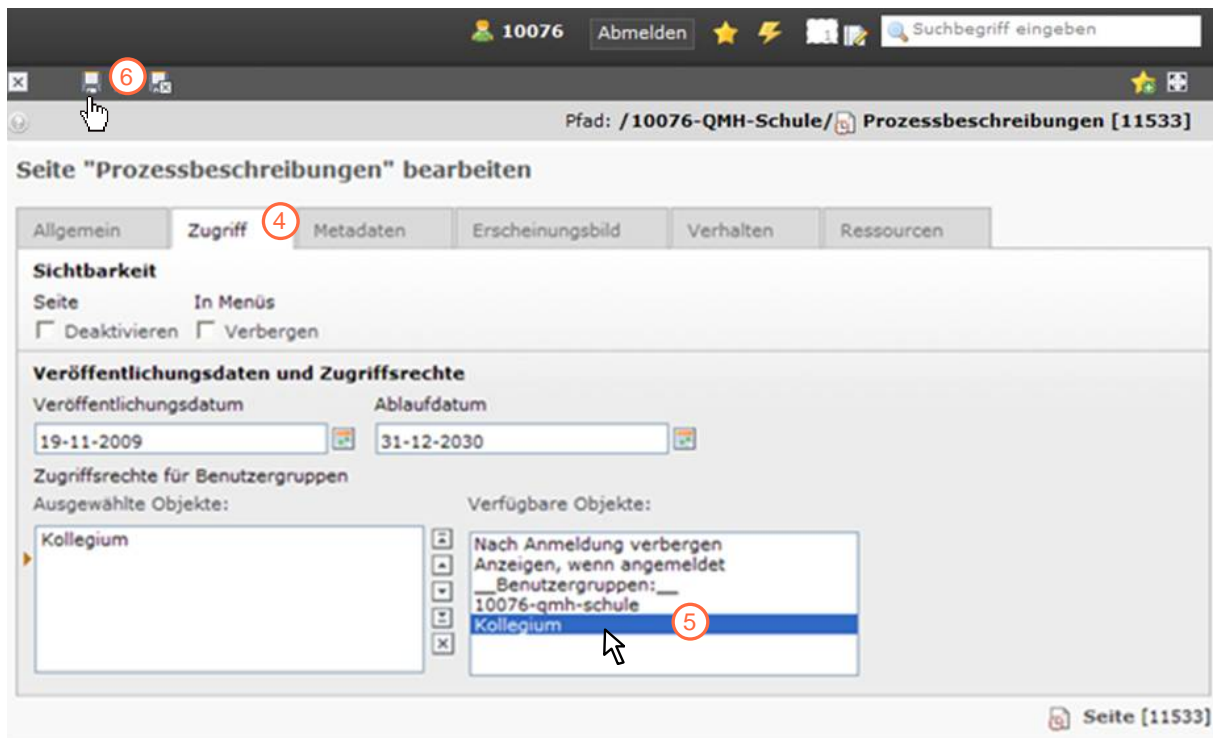 10076 Abmelden 1 Suchbegriff eingeben
6
Pfad: /10076-QMH-Schule/ Prozessbeschreibungen [11533]
Seite "Prozessbeschreibungen" bearbeiten
Allgemein Zugriff 4 Metadaten Erscheinungsbild Verhalten Ressourcen
Sichtbarkeit
Seite In Menüs
Deaktivieren Verbergen
Veröffentlichungsdaten und Zugriffsrechte
Veröffentlichungsdatum Ablaufdatum
19-11-2009 31-12-2030
Zugriffsrechte für Benutzergruppen
Ausgewählte Objekte: Verfügbare Objekte:
Kollegium Nach Anmeldung verbergen
Anzeigen, wenn angemeldet
__Benutzergruppen:__
10076-qmh-schule
Kollegium 5
Seite [11533]